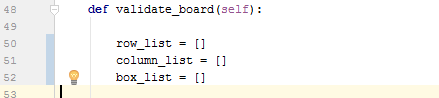 48 def validate_board(self):
49
50 row_list = []
51 column_list = []
52 box_list = []
53